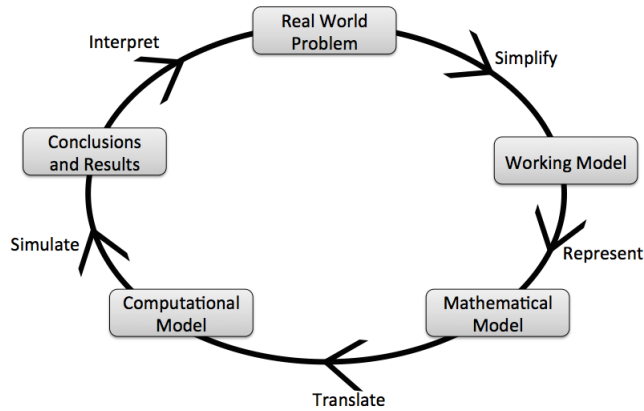 Real World
Problem
Simplify
Working Model
Represent
Mathematical
Model
Translate
Computational
Model
Simulate
Conclusions
and Results
Interpret